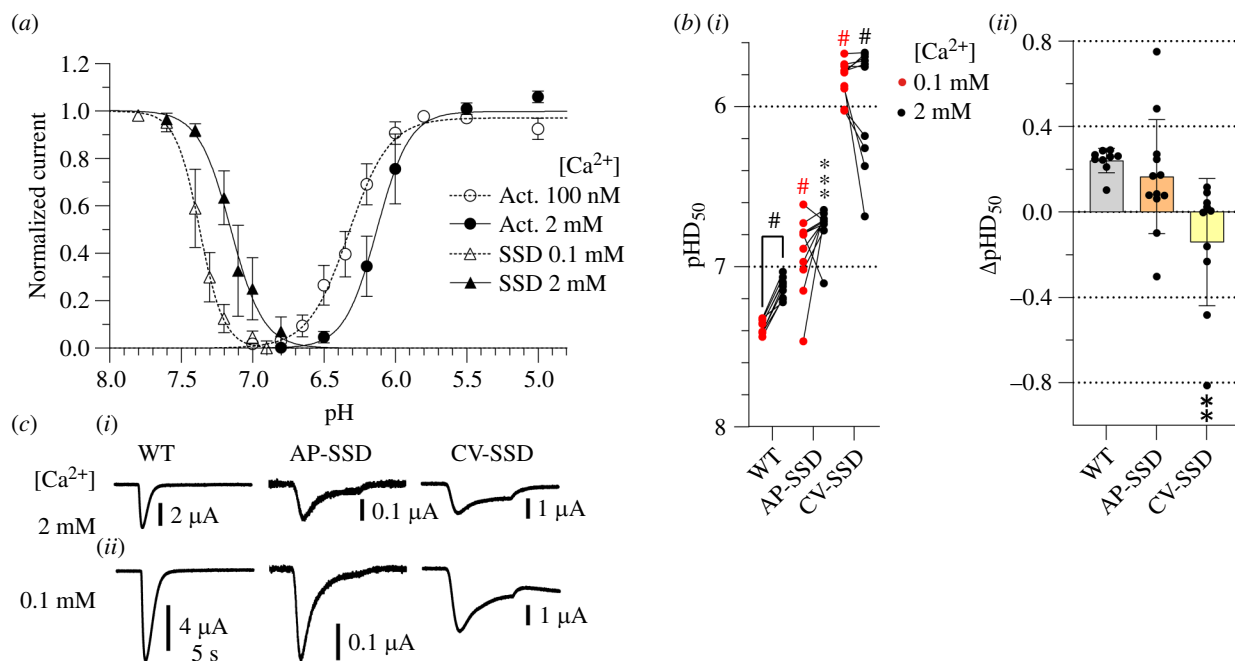 (a)
Normalized current
1.2
1.0
0.8
0.6
0.4
0.2
0.0
8.0 7.5 7.0 6.5 6.0 5.5 5.0
pH
[Ca2+]
Act. 100 nM
Act. 2 mM
SSD 0.1 mM
SSD 2 mM
(b) (i)
pHD50
6
7
8
# # # # #
***
WT AP-SSD CV-SSD
[Ca2+]
0.1 mM
2 mM
(ii)
ΔpHD50
0.8
0.4
0.0
–0.4
–0.8
**
WT AP-SSD CV-SSD
(c) (i)
WT AP-SSD CV-SSD
[Ca2+]
2 mM
2 µA 0.1 µA 1 µA
(ii)
0.1 mM
4 µA 0.1 µA 1 µA
5 s